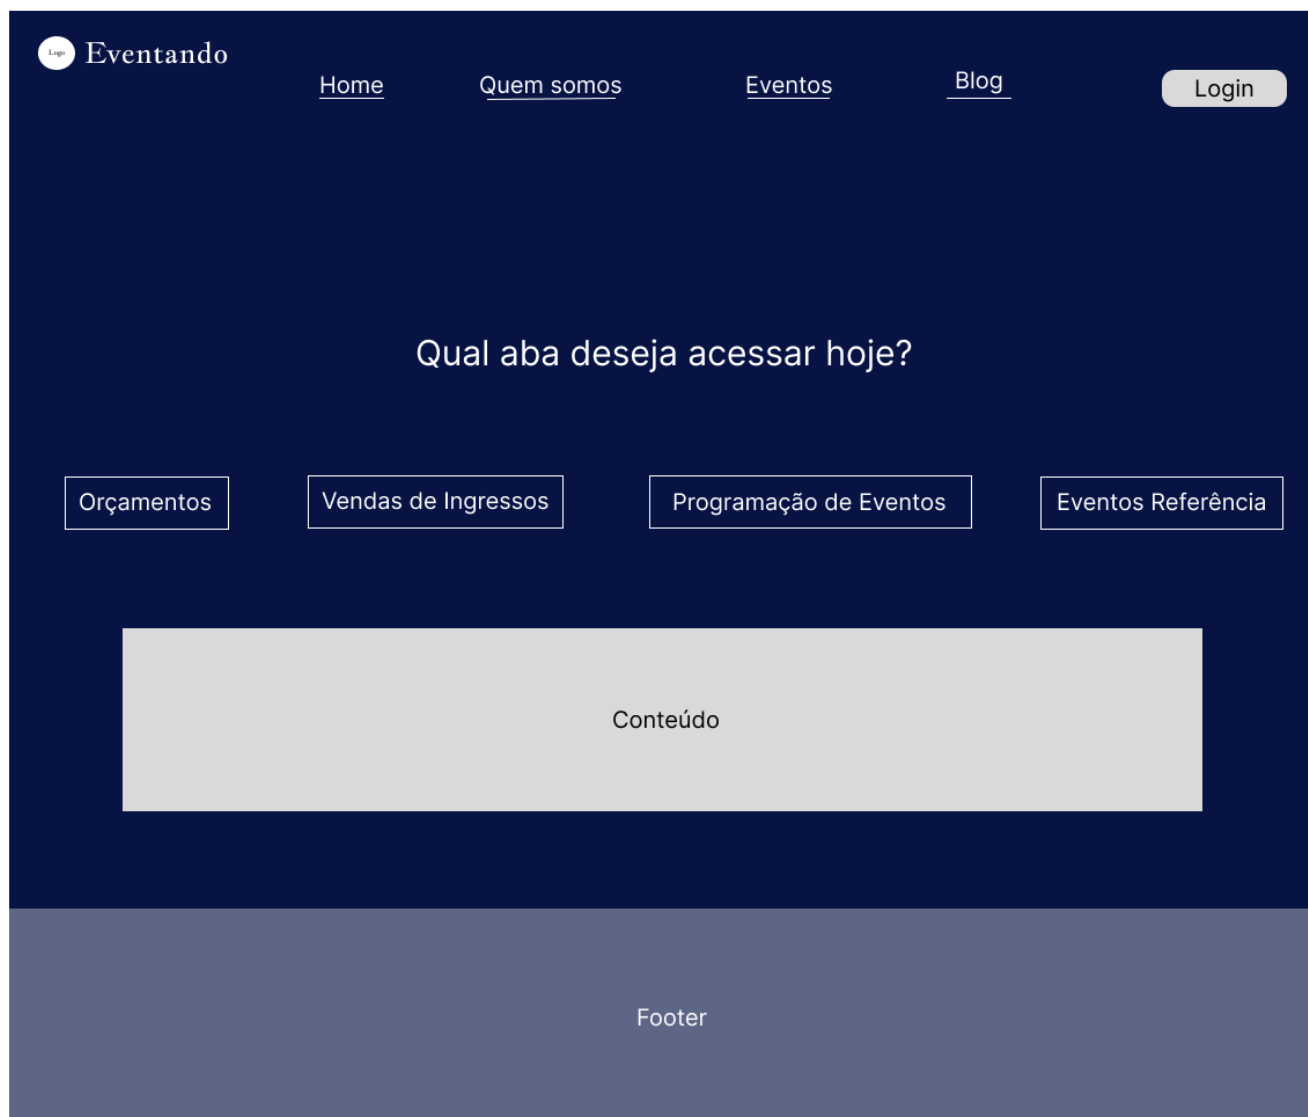 Logo Eventando
Home Quem somos Eventos Blog Login
Qual aba deseja acessar hoje?
Orçamentos Vendas de Ingressos Programação de Eventos Eventos Referência
Conteúdo
Footer